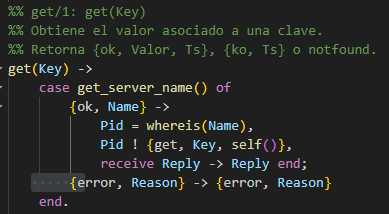 %% get/1: get(Key)
%% Obtiene el valor asociado a una clave.
%% Retorna {ok, Valor, Ts}, {ko, Ts} o notfound.
get(Key) ->
    case get_server_name() of
        {ok, Name} ->
            Pid = whereis(Name),
            Pid ! {get, Key, self()},
            receive Reply -> Reply end;
        {error, Reason} -> {error, Reason}
    end.